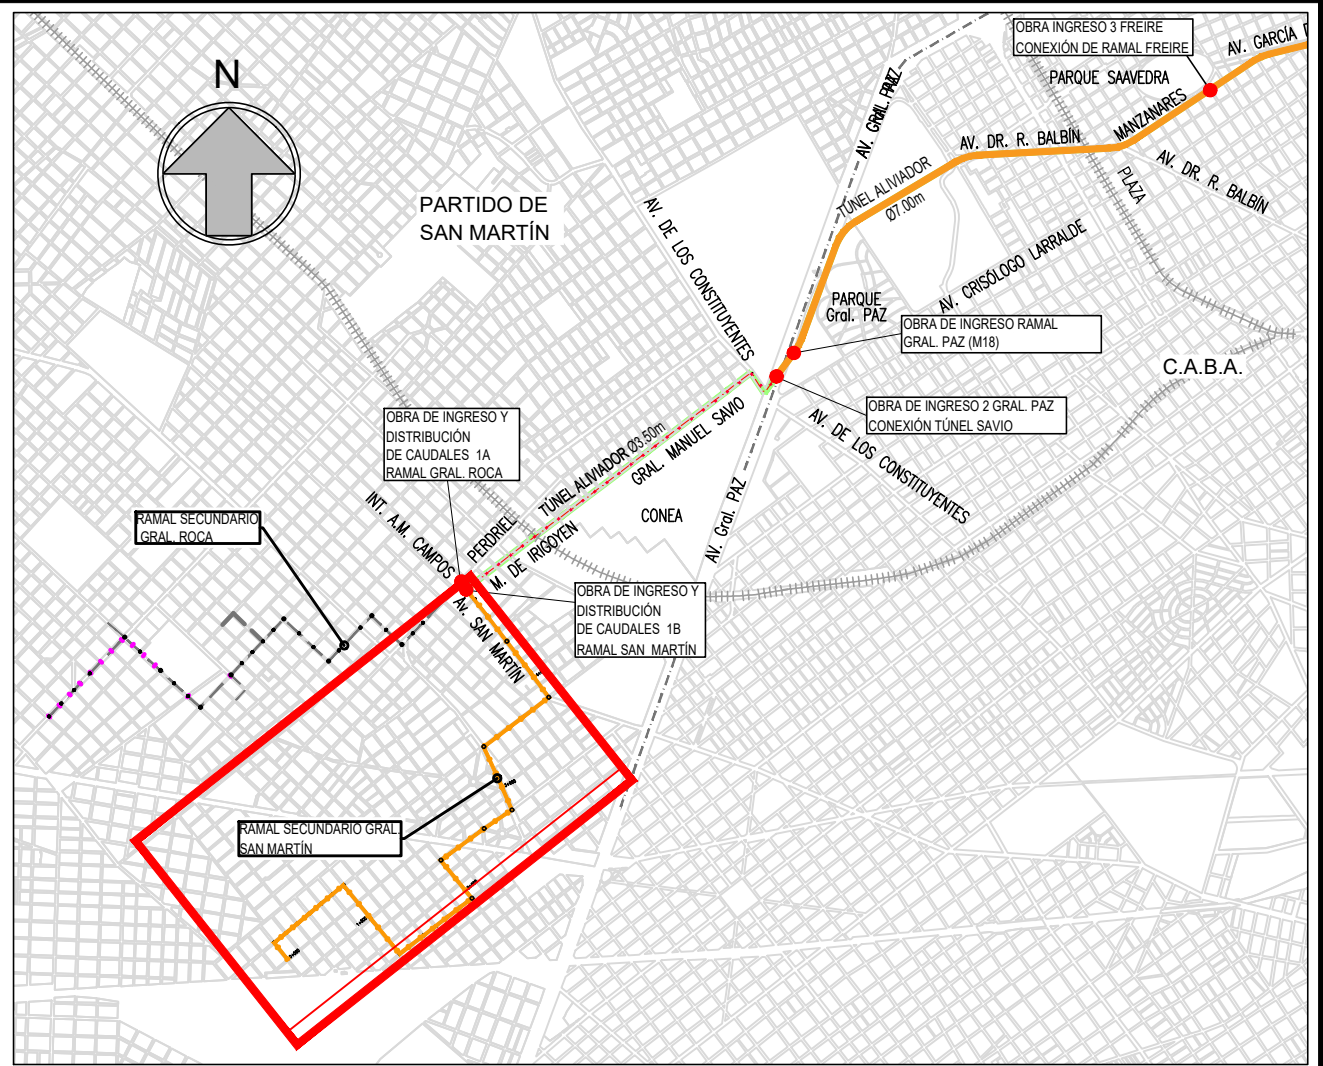 OBRA INGRESO 3 FREIRE
CONEXIÓN DE RAMAL FREIRE
AV. GARCÍA
PARQUE SAAVEDRA
N
AV. GRAL. PAZ
MANZANARES
AV. DR. R. BALBÍN
AV. DR. R. BALBÍN
PLAZA
TÚNEL ALIVIADOR
Ø7.00m
PARTIDO DE
SAN MARTÍN
AV. DE LOS CONSTITUYENTES
AV. CRISÓLOGO LARRALDE
PARQUE
Gral. PAZ
OBRA DE INGRESO RAMAL
GRAL. PAZ (M18)
C.A.B.A.
OBRA DE INGRESO 2 GRAL. PAZ
CONEXIÓN TÚNEL SAVIO
AV. DE LOS CONSTITUYENTES
OBRA DE INGRESO Y
DISTRIBUCIÓN
DE CAUDALES 1A
RAMAL GRAL. ROCA
TÚNEL ALIVIADOR Ø3.50m
GRAL. MANUEL SAVIO
INT. A.M. CAMPOS
PERDRIEL
M. DE IRIGOYEN
CONEA
AV. Gral. PAZ
RAMAL SECUNDARIO
GRAL. ROCA
OBRA DE INGRESO Y
DISTRIBUCIÓN
DE CAUDALES 1B
RAMAL SAN MARTÍN
Av. SAN MARTÍN
RAMAL SECUNDARIO GRAL.
SAN MARTÍN